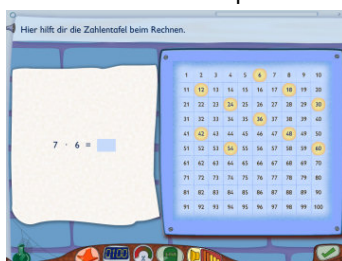 Hier hilft dir die Zahlentafel beim Rechnen.
7 · 6 =
1 2 3 4 5 6 7 8 9 10
11 12 13 14 15 16 17 18 19 20
21 22 23 24 25 26 27 28 29 30
31 32 33 34 35 36 37 38 39 40
41 42 43 44 45 46 47 48 49 50
51 52 53 54 55 56 57 58 59 60
61 62 63 64 65 66 67 68 69 70
71 72 73 74 75 76 77 78 79 80
81 82 83 84 85 86 87 88 89 90
91 92 93 94 95 96 97 98 99 100